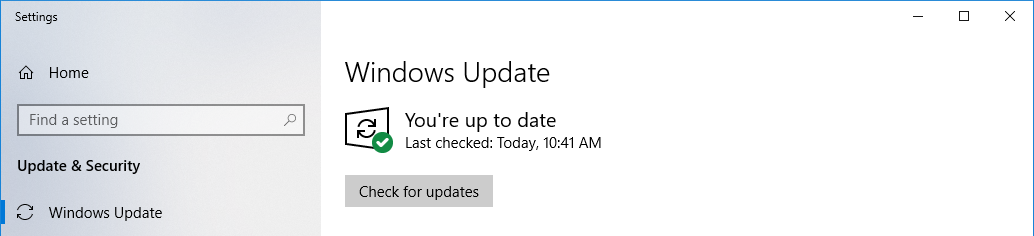 Settings
Home
Find a setting
Update & Security
Windows Update
Windows Update
You're up to date
Last checked: Today, 10:41 AM
Check for updates